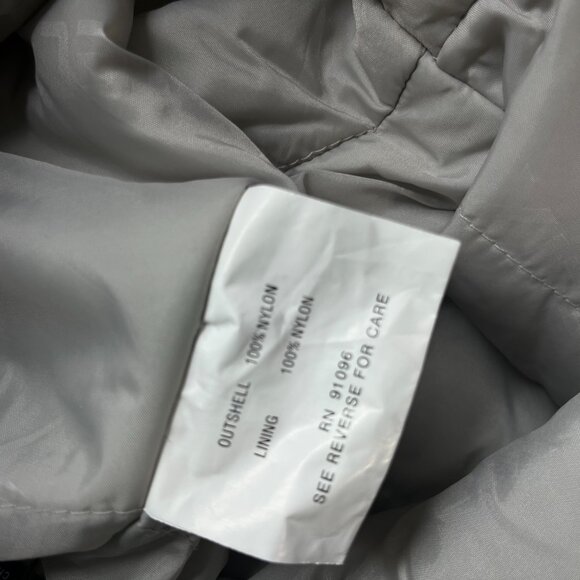 OUTSHELL 100% NYLON
LINING 100% NYLON
RN 91096
SEE REVERSE FOR CARE